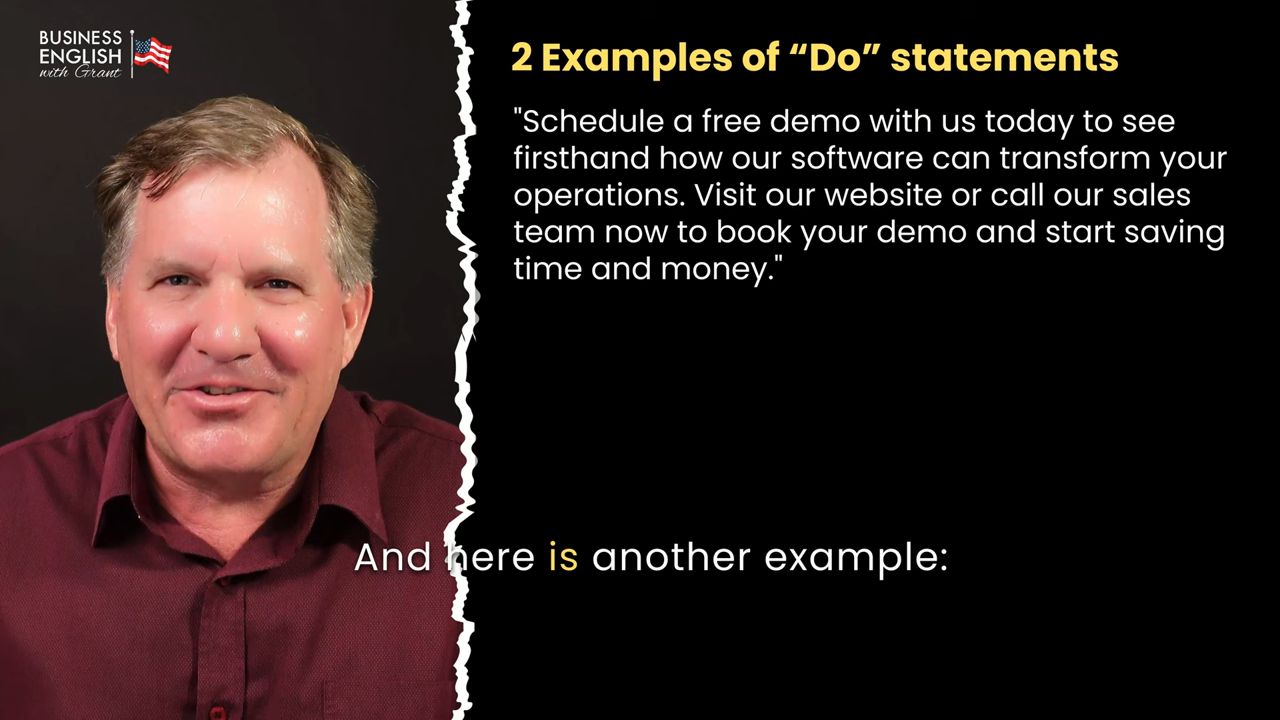 BUSINESS
ENGLISH
with Grant
2 Examples of “Do” statements
"Schedule a free demo with us today to see
firsthand how our software can transform your
operations. Visit our website or call our sales
team now to book your demo and start saving
time and money."
And here is another example: